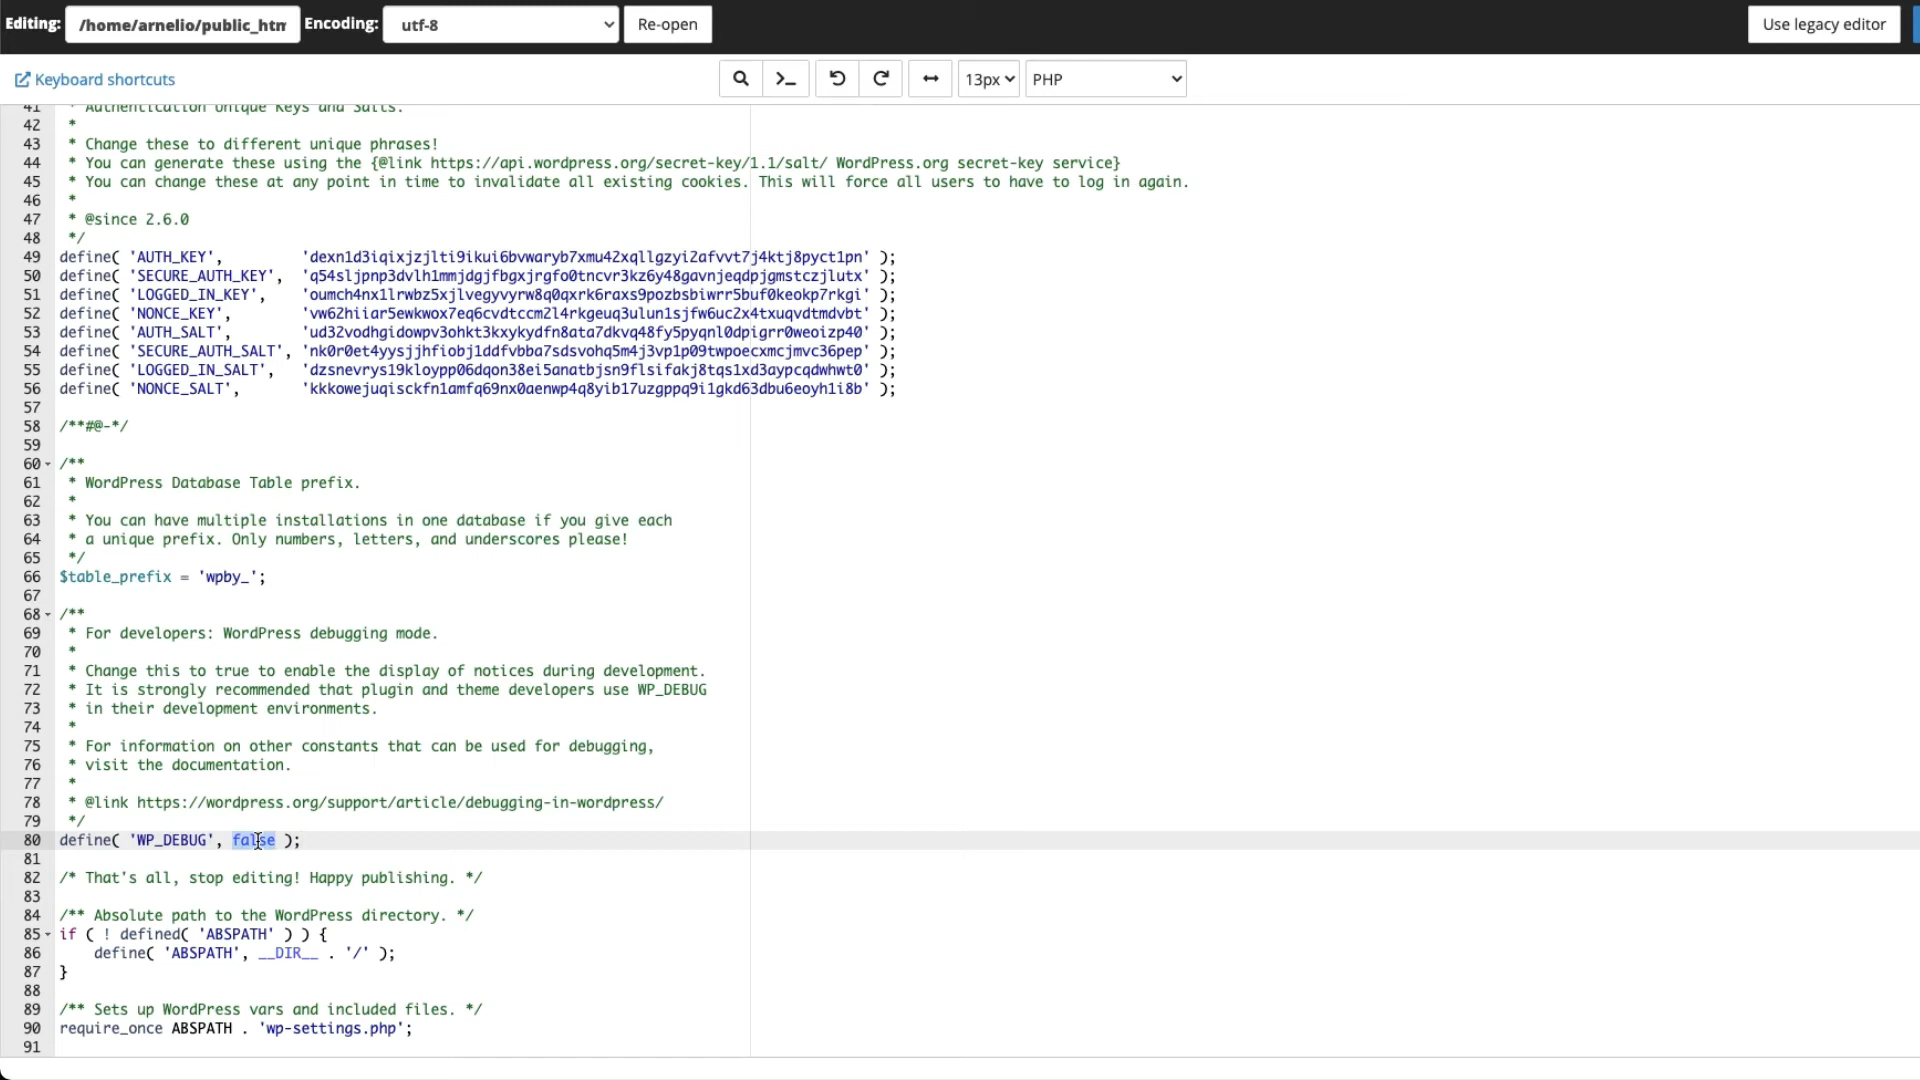 Editing: /home/arnelio/public_htm Encoding: utf-8 Re-open Use legacy editor
Keyboard shortcuts 13px PHP
41 * Authentication Unique Keys and Salts.
42 *
43 * Change these to different unique phrases!
44 * You can generate these using the {@link https://api.wordpress.org/secret-key/1.1/salt/ WordPress.org secret-key service}
45 * You can change these at any point in time to invalidate all existing cookies. This will force all users to have to log in again.
46 *
47 * @since 2.6.0
48 */
49 define( 'AUTH_KEY', 'dexn1d3iqixjzjlti9ikui6bvwaryb7xmu42xqllgzyi2afvvt7j4ktj8pyct1pn' );
50 define( 'SECURE_AUTH_KEY', 'q54sljpnp3dvlh1mmjdgjfbgxjrgfo0tncvr3kz6y48gavnjeqdpjgmstczjlutx' );
51 define( 'LOGGED_IN_KEY', 'oumch4nx1lrwbz5xjlvegyvyrw8q0qxrk6raxs9pozbsbiwrr5buf0keokp7rkgi' );
52 define( 'NONCE_KEY', 'vw62hiiar5ewkwox7eq6cvdtccm2l4rkgeuq3ulun1sjfw6uc2x4txuqvdtmdvbt' );
53 define( 'AUTH_SALT', 'ud32vodhgidowpv3ohkt3kxykydfn8ata7dkvq48fy5pyqnl0dpigrr0weoizp40' );
54 define( 'SECURE_AUTH_SALT', 'nk0r0et4yysjjhfiobj1ddfvbba7sdsvohq5m4j3vp1p09twpoecxmcjmvc36pep' );
55 define( 'LOGGED_IN_SALT', 'dzsnevrys19kloypp06dqon38ei5anatbjsn9flsifakj8tqs1xd3aypcqdwhwt0' );
56 define( 'NONCE_SALT', 'kkkowejuqisckfn1amfq69nx0aenwp4q8yib17uzgppq9i1gkd63dbu6eoyh1i8b' );
57
58 /**#@-*/
59
60 /**
61 * WordPress Database Table prefix.
62 *
63 * You can have multiple installations in one database if you give each
64 * a unique prefix. Only numbers, letters, and underscores please!
65 */
66 $table_prefix = 'wpby_';
67
68 /**
69 * For developers: WordPress debugging mode.
70 *
71 * Change this to true to enable the display of notices during development.
72 * It is strongly recommended that plugin and theme developers use WP_DEBUG
73 * in their development environments.
74 *
75 * For information on other constants that can be used for debugging,
76 * visit the documentation.
77 *
78 * @link https://wordpress.org/support/article/debugging-in-wordpress/
79 */
80 define( 'WP_DEBUG', false );
81
82 /* That's all, stop editing! Happy publishing. */
83
84 /** Absolute path to the WordPress directory. */
85 if ( ! defined( 'ABSPATH' ) ) {
86 define( 'ABSPATH', __DIR__ . '/' );
87 }
88
89 /** Sets up WordPress vars and included files. */
90 require_once ABSPATH . 'wp-settings.php';
91